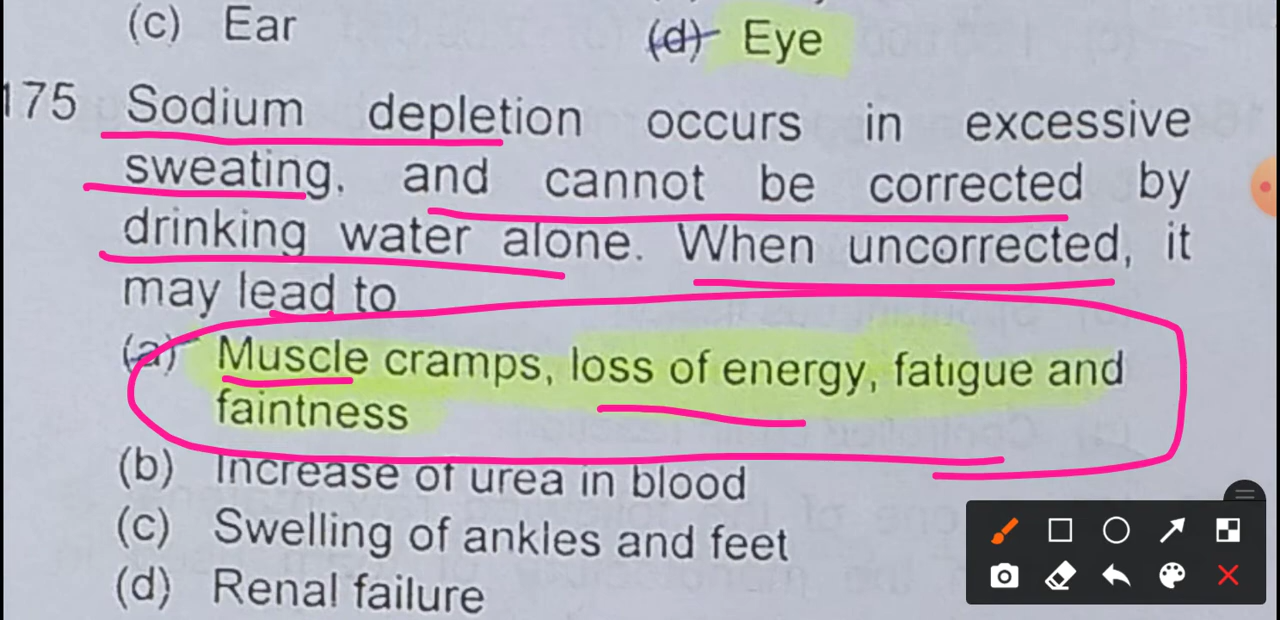 (c) Ear (d) Eye
175 Sodium depletion occurs in excessive
sweating. and cannot be corrected by
drinking water alone. When uncorrected, it
may lead to
(a) Muscle cramps, loss of energy, fatigue and
faintness
(b) Increase of urea in blood
(c) Swelling of ankles and feet
(d) Renal failure